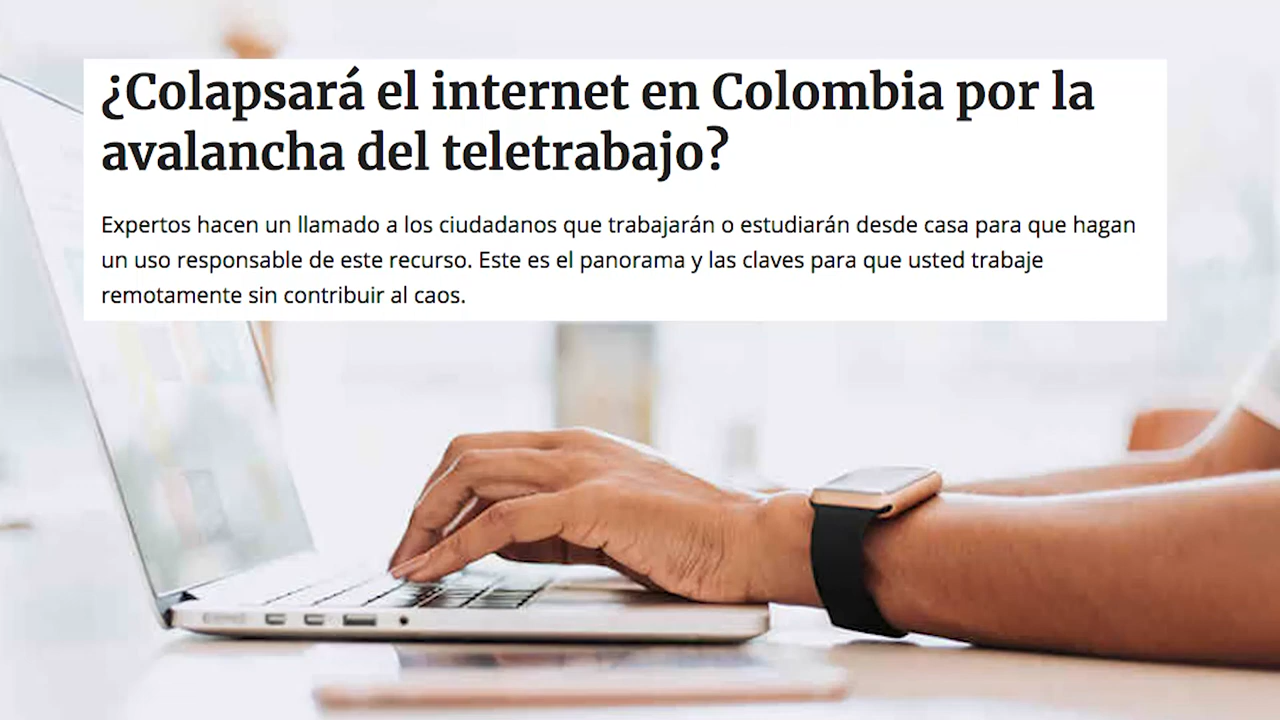 ¿Colapsará el internet en Colombia por la
avalancha del teletrabajo?
Expertos hacen un llamado a los ciudadanos que trabajarán o estudiarán desde casa para que hagan
un uso responsable de este recurso. Este es el panorama y las claves para que usted trabaje
remotamente sin contribuir al caos.